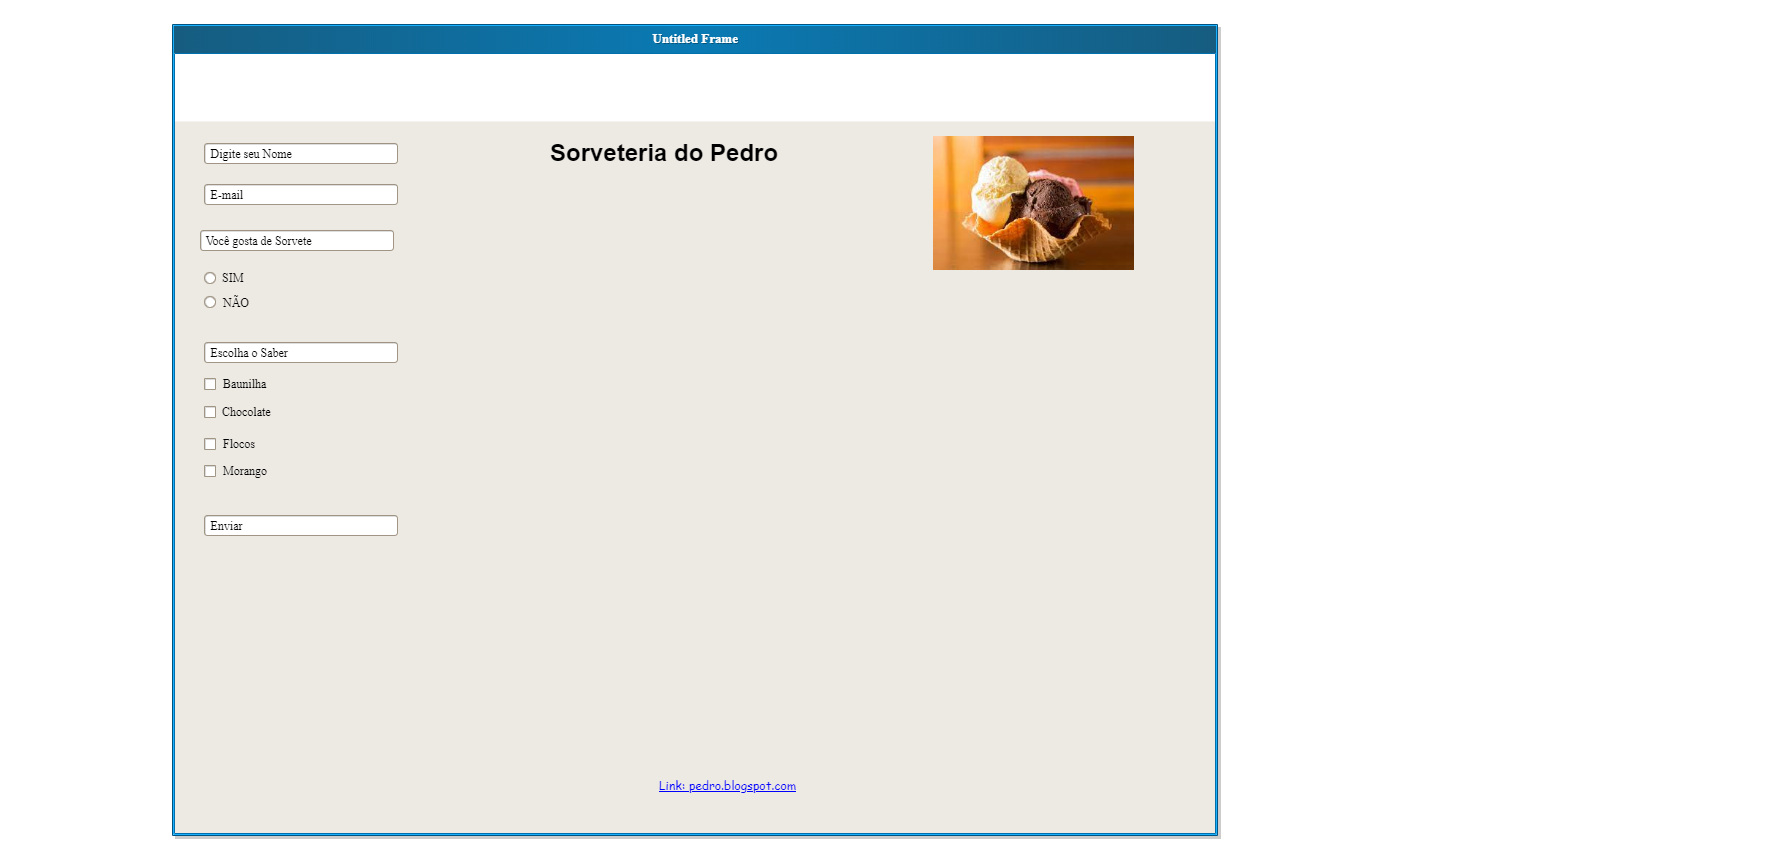 Untitled Frame
Digite seu Nome
Sorveteria do Pedro
E-mail
Você gosta de Sorvete
SIM
NÃO
Escolha o Saber
Baunilha
Chocolate
Flocos
Morango
Enviar
Link: pedro.blogspot.com